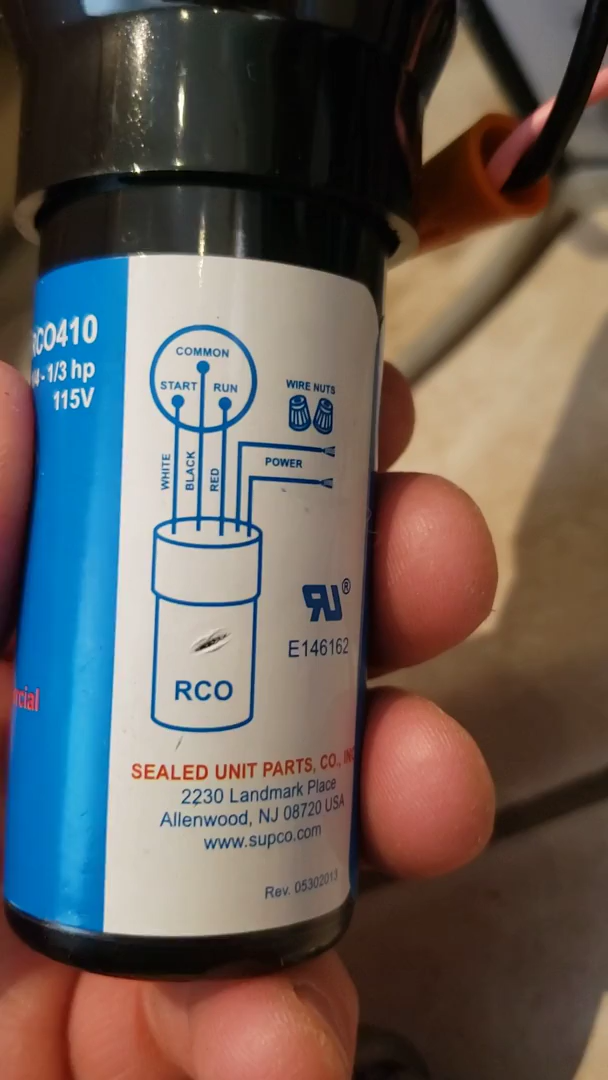 RCO410
- 1/3 hp
115V
COMMON
START RUN
WIRE NUTS
WHITE
BLACK
RED
POWER
RCO
®
E146162
SEALED UNIT PARTS, CO., INC
2230 Landmark Place
Allenwood, NJ 08720 USA
www.supco.com
Rev. 05302013